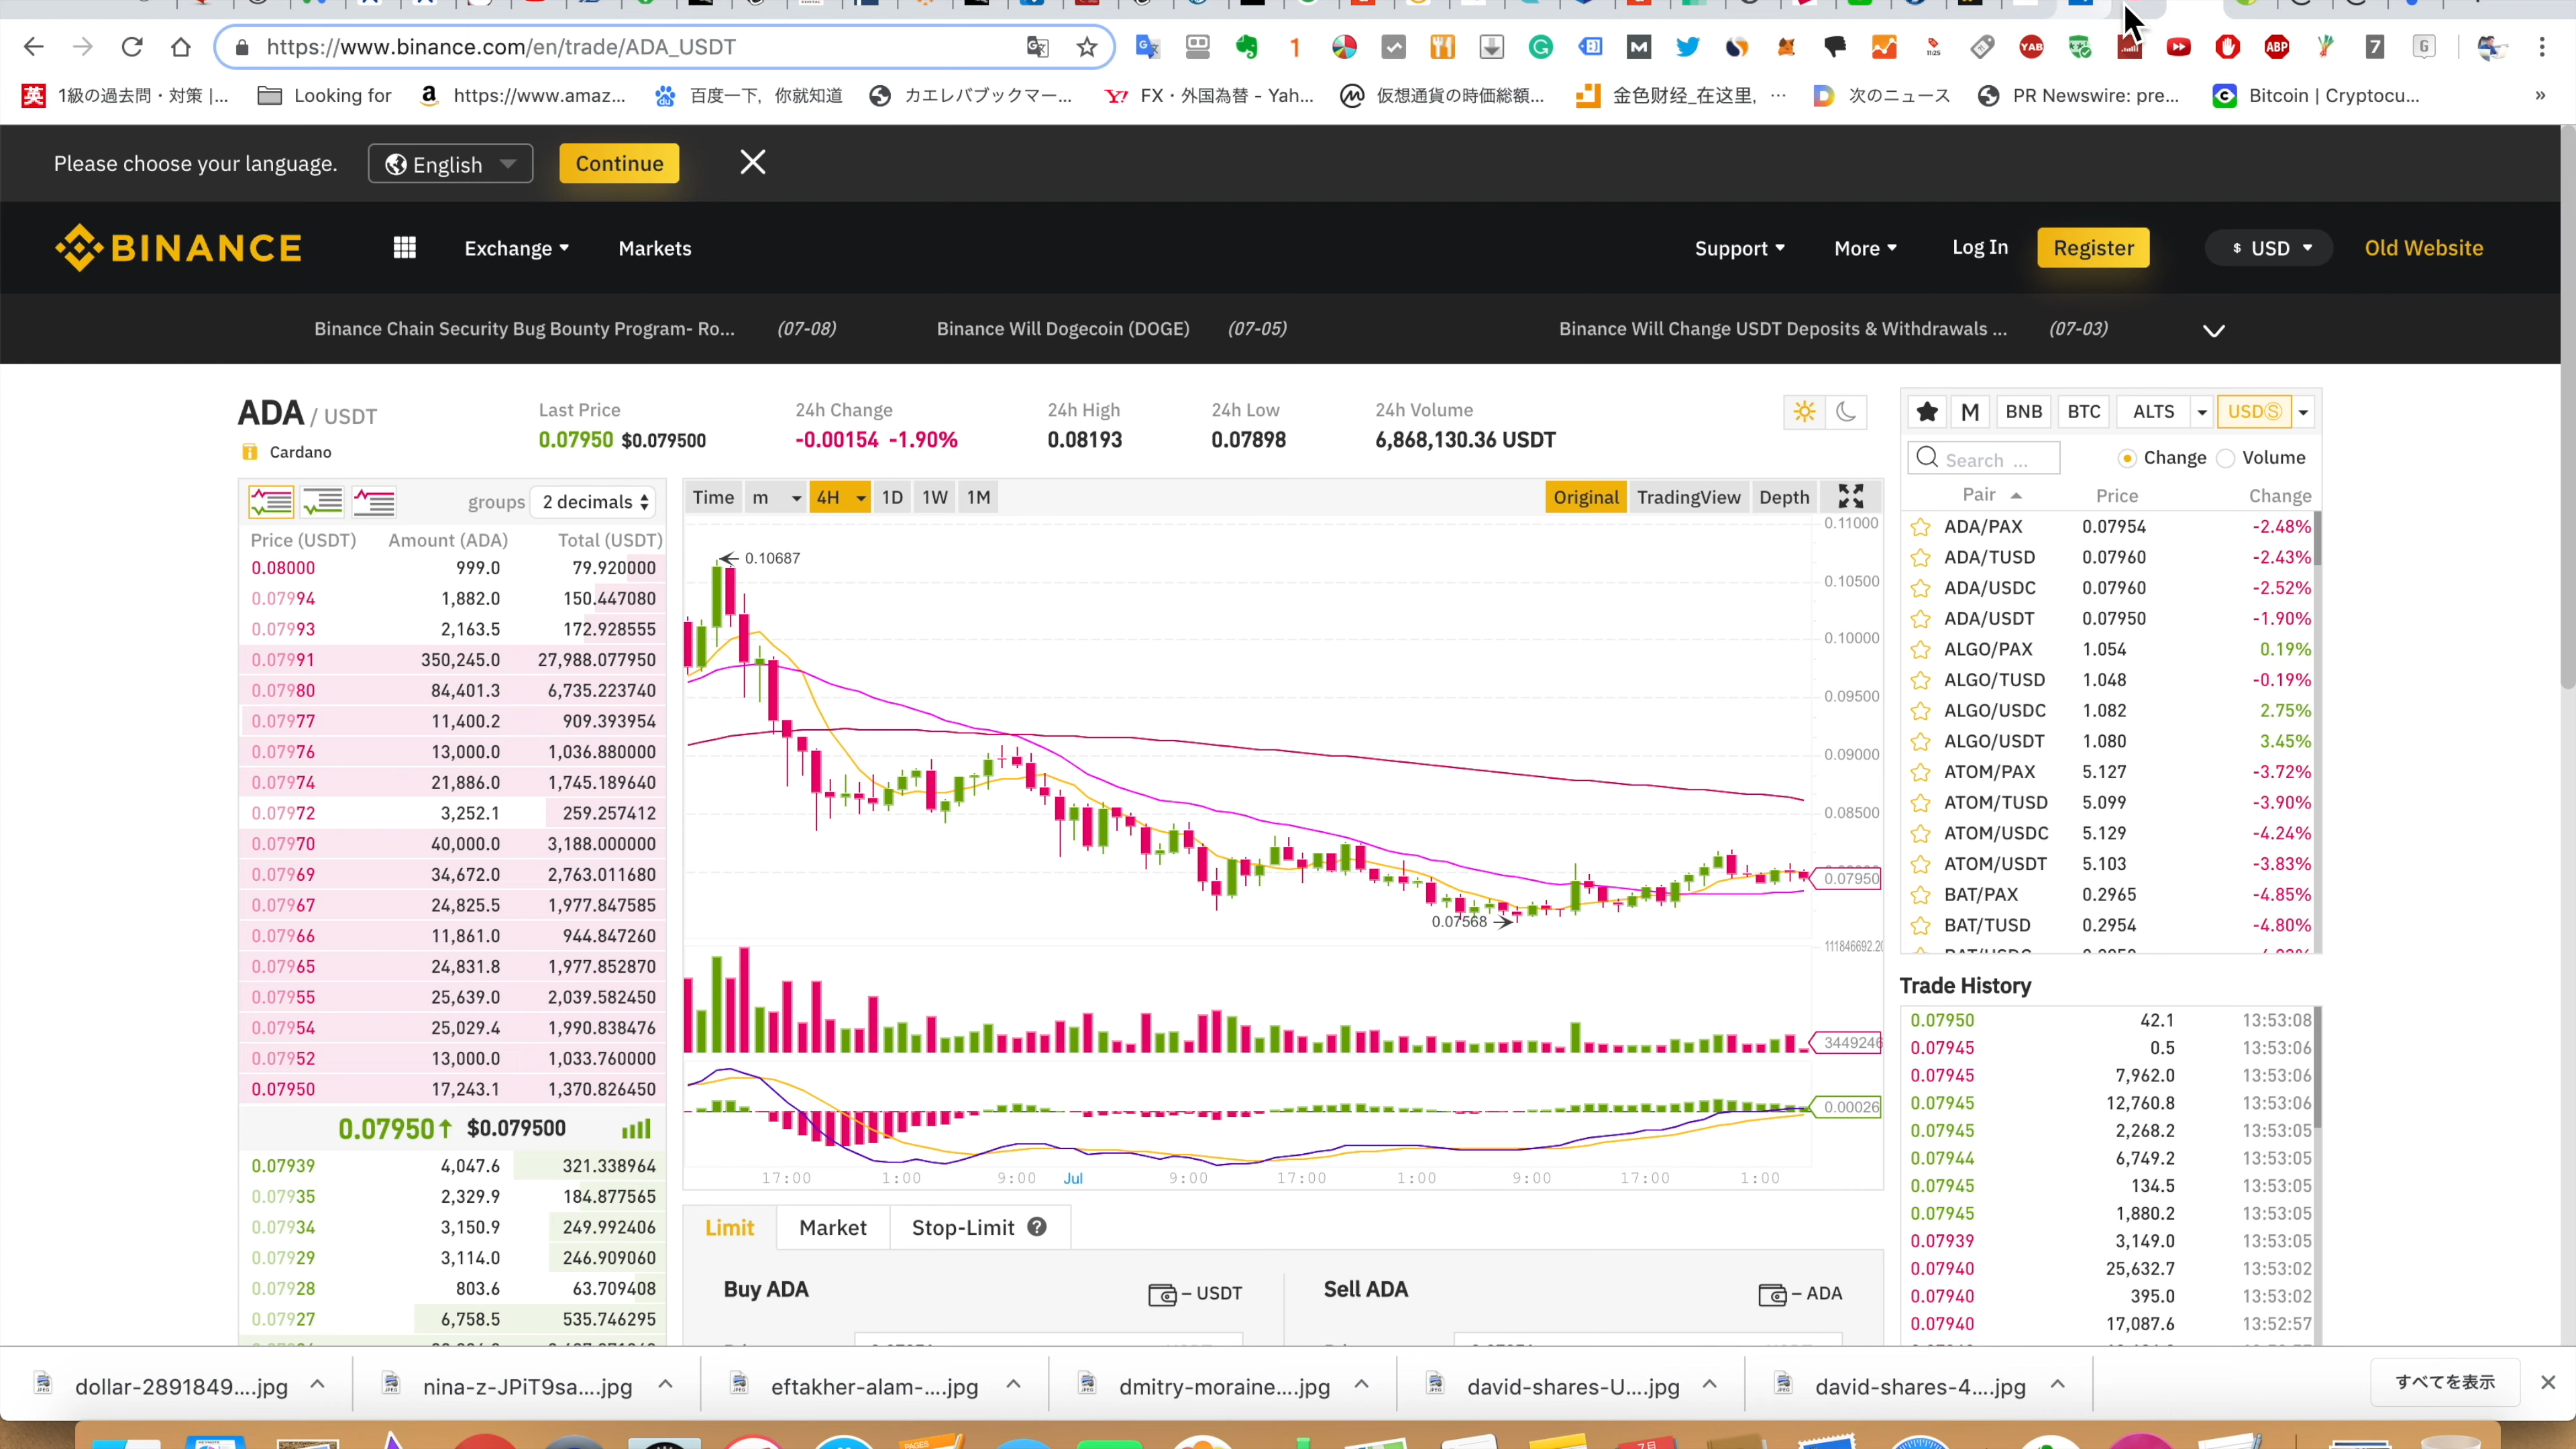 https://www.binance.com/en/trade/ADA_USDT
英 1級の過去問・対策 |... Looking for https://www.amaz... 百度一下，你就知道 カエレバブックマー... FX・外国為替 - Yah... 仮想通貨の時価総額... 金色财经_在这里, ... 次のニュース PR Newswire: pre... Bitcoin | Cryptocu... »
Please choose your language. English Continue
BINANCE Exchange Markets Support More Log In Register $ USD Old Website
Binance Chain Security Bug Bounty Program- Ro... (07-08) Binance Will Dogecoin (DOGE) (07-05) Binance Will Change USDT Deposits & Withdrawals ... (07-03)
ADA / USDT
Cardano
Last Price 24h Change 24h High 24h Low 24h Volume
0.07950 $0.079500 -0.00154 -1.90% 0.08193 0.07898 6,868,130.36 USDT
groups 2 decimals
Price (USDT) Amount (ADA) Total (USDT)
0.08000 999.0 79.920000
0.07994 1,882.0 150.447080
0.07993 2,163.5 172.928555
0.07991 350,245.0 27,988.077950
0.07980 84,401.3 6,735.223740
0.07977 11,400.2 909.393954
0.07976 13,000.0 1,036.880000
0.07974 21,886.0 1,745.189640
0.07972 3,252.1 259.257412
0.07970 40,000.0 3,188.000000
0.07969 34,672.0 2,763.011680
0.07967 24,825.5 1,977.847585
0.07966 11,861.0 944.847260
0.07965 24,831.8 1,977.852870
0.07955 25,639.0 2,039.582450
0.07954 25,029.4 1,990.838476
0.07952 13,000.0 1,033.760000
0.07950 17,243.1 1,370.826450
0.07950↑ $0.079500
0.07939 4,047.6 321.338964
0.07935 2,329.9 184.877565
0.07934 3,150.9 249.992406
0.07929 3,114.0 246.909060
0.07928 803.6 63.709408
0.07927 6,758.5 535.746295
Time m 4H 1D 1W 1M Original TradingView Depth
0.11000
0.10687
0.10500
0.10000
0.09500
0.09000
0.08500
0.07950
0.07568
111846692.20
3449246
0.00026
17:00 1:00 9:00 Jul 9:00 17:00 1:00 9:00 17:00 1:00
Limit Market Stop-Limit ?
Buy ADA – USDT Sell ADA – ADA
M BNB BTC ALTS USDⓈ
Search ... Change Volume
Pair Price Change
ADA/PAX 0.07954 -2.48%
ADA/TUSD 0.07960 -2.43%
ADA/USDC 0.07960 -2.52%
ADA/USDT 0.07950 -1.90%
ALGO/PAX 1.054 0.19%
ALGO/TUSD 1.048 -0.19%
ALGO/USDC 1.082 2.75%
ALGO/USDT 1.080 3.45%
ATOM/PAX 5.127 -3.72%
ATOM/TUSD 5.099 -3.90%
ATOM/USDC 5.129 -4.24%
ATOM/USDT 5.103 -3.83%
BAT/PAX 0.2965 -4.85%
BAT/TUSD 0.2954 -4.80%
Trade History
0.07950 42.1 13:53:08
0.07945 0.5 13:53:06
0.07945 7,962.0 13:53:06
0.07945 12,760.8 13:53:06
0.07945 2,268.2 13:53:05
0.07944 6,749.2 13:53:05
0.07945 134.5 13:53:05
0.07945 1,880.2 13:53:05
0.07939 3,149.0 13:53:05
0.07940 25,632.7 13:53:02
0.07940 395.0 13:53:02
0.07940 17,087.6 13:52:57
dollar-2891849....jpg nina-z-JPiT9sa....jpg eftakher-alam-....jpg dmitry-moraine....jpg david-shares-U....jpg david-shares-4....jpg すべてを表示